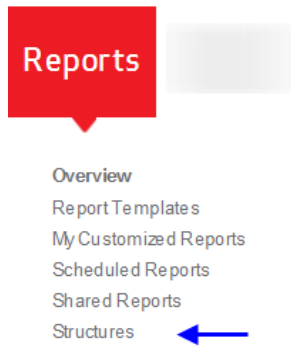 Reports
Overview
Report Templates
My Customized Reports
Scheduled Reports
Shared Reports
Structures